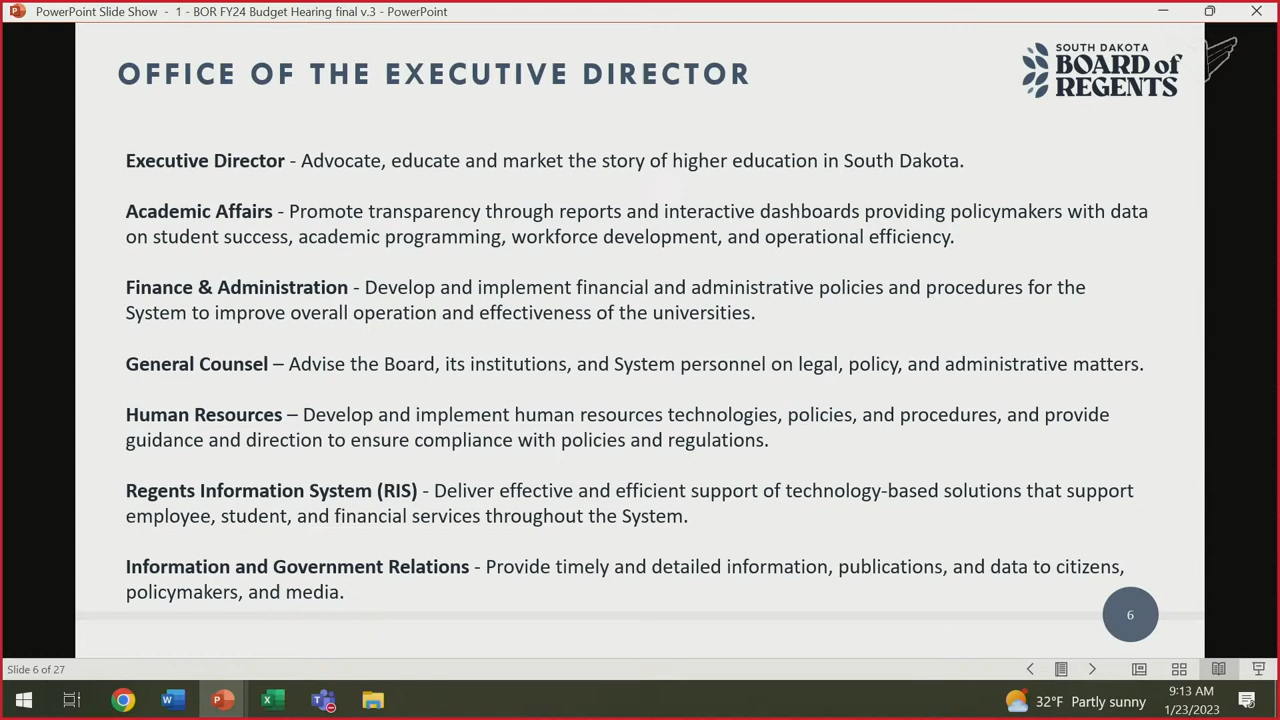 PowerPoint Slide Show - 1 - BOR FY24 Budget Hearing final v.3 - PowerPoint
OFFICE OF THE EXECUTIVE DIRECTOR
SOUTH DAKOTA
BOARD of
REGENTS
Executive Director - Advocate, educate and market the story of higher education in South Dakota.
Academic Affairs - Promote transparency through reports and interactive dashboards providing policymakers with data
on student success, academic programming, workforce development, and operational efficiency.
Finance & Administration - Develop and implement financial and administrative policies and procedures for the
System to improve overall operation and effectiveness of the universities.
General Counsel – Advise the Board, its institutions, and System personnel on legal, policy, and administrative matters.
Human Resources – Develop and implement human resources technologies, policies, and procedures, and provide
guidance and direction to ensure compliance with policies and regulations.
Regents Information System (RIS) - Deliver effective and efficient support of technology-based solutions that support
employee, student, and financial services throughout the System.
Information and Government Relations - Provide timely and detailed information, publications, and data to citizens,
policymakers, and media.
6
Slide 6 of 27
32°F Partly sunny
9:13 AM
1/23/2023